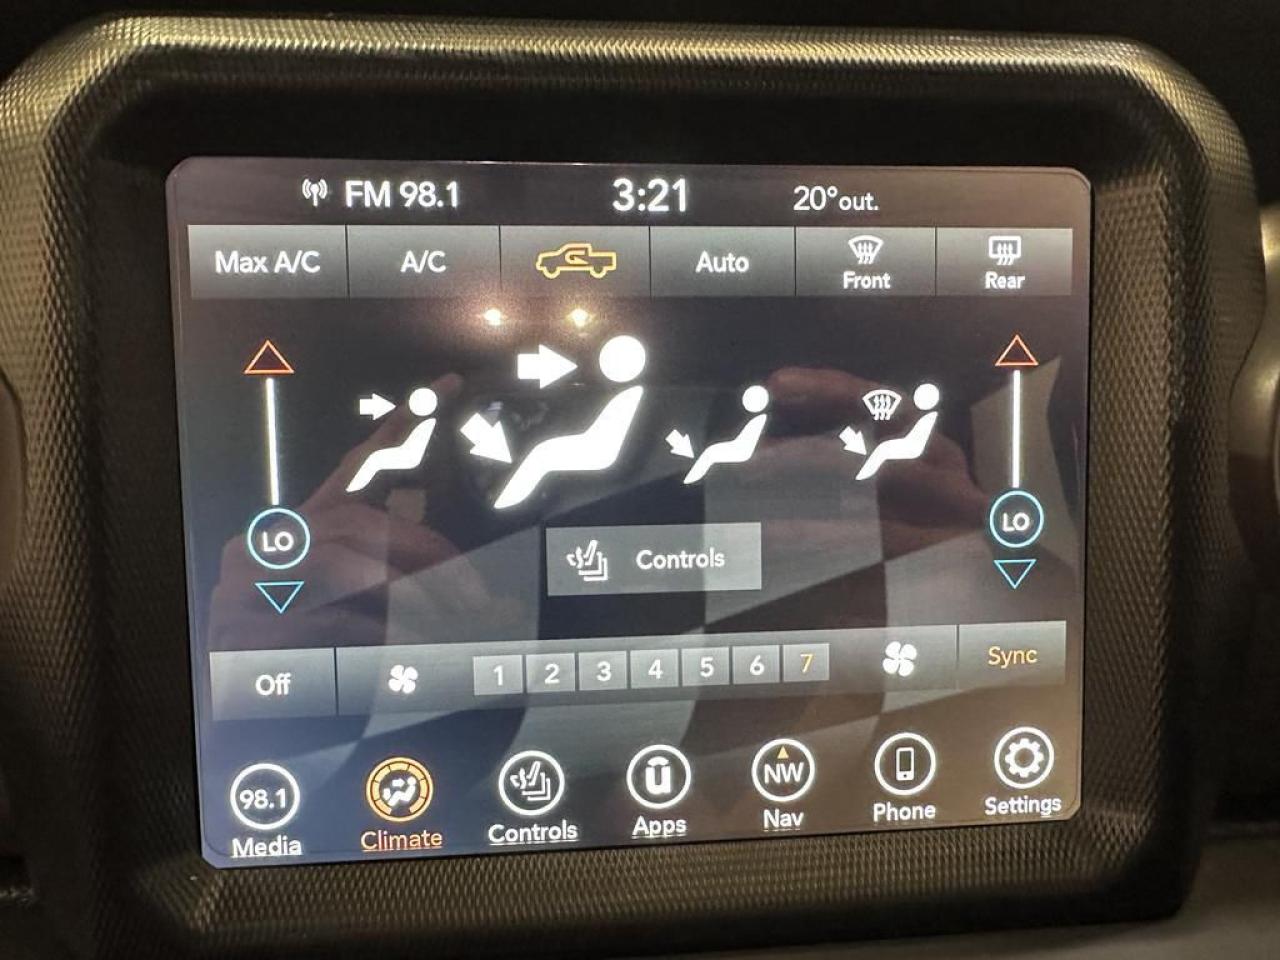 FM 98.1 3:21 20°out.
Max A/C A/C Auto Front Rear
LO LO
Controls
Off 1 2 3 4 5 6 7 Sync
98.1 ū NW
Media Climate Controls Apps Nav Phone Settings